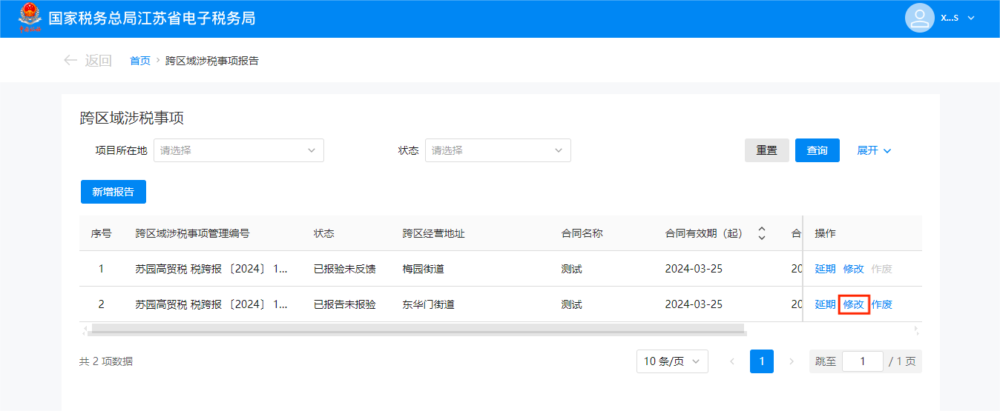 国家税务总局江苏省电子税务局
x...s
返回 首页 › 跨区域涉税事项报告
跨区域涉税事项
项目所在地 请选择 状态 请选择 重置 查询 展开
新增报告
序号 跨区域涉税事项管理编号 状态 跨区经营地址 合同名称 合同有效期（起） 合 操作
1 苏园高贸税 税跨报 〔2024〕 1... 已报验未反馈 梅园街道 测试 2024-03-25 20 延期 修改 作废
2 苏园高贸税 税跨报 〔2024〕 1... 已报告未报验 东华门街道 测试 2024-03-25 20 延期 修改 作废
共 2 项数据 10 条/页 1 跳至 1 / 1 页